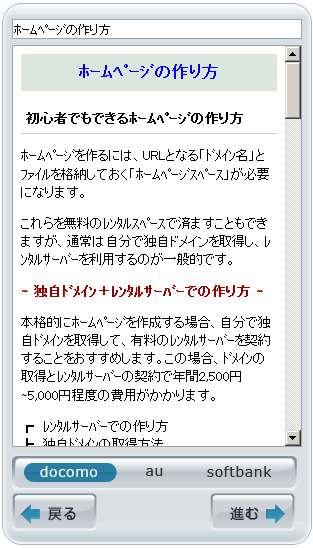 ﾎｰﾑﾍﾟｰｼﾞの作り方
ﾎｰﾑﾍﾟｰｼﾞの作り方
初心者でもできるﾎｰﾑﾍﾟｰｼﾞの作り方
ﾎｰﾑﾍﾟｰｼﾞを作るには、URLとなる｢ﾄﾞﾒｲﾝ名｣と
ﾌｧｲﾙを格納しておく｢ﾎｰﾑﾍﾟｰｼﾞｽﾍﾟｰｽ｣が必要
になります。
これらを無料のﾚﾝﾀﾙｽﾍﾟｰｽで済ますこともでき
ますが、通常は自分で独自ﾄﾞﾒｲﾝを取得し、ﾚ
ﾝﾀﾙｻｰﾊﾞｰを利用するのが一般的です。
~ 独自ﾄﾞﾒｲﾝ＋ﾚﾝﾀﾙｻｰﾊﾞｰでの作り方 ~
本格的にﾎｰﾑﾍﾟｰｼﾞを作成する場合、自分で独
自ﾄﾞﾒｲﾝを取得して、有料のﾚﾝﾀﾙｻｰﾊﾞｰを契約
することをおすすめします。この場合、ﾄﾞﾒｲﾝの
取得とﾚﾝﾀﾙｻｰﾊﾞｰの契約で年間2,500円
~5,000円程度の費用がかかります。
┏ ﾚﾝﾀﾙｻｰﾊﾞｰでの作り方
┣ 独自ﾄﾞﾒｲﾝの取得方法
docomo au softbank
戻る 進む